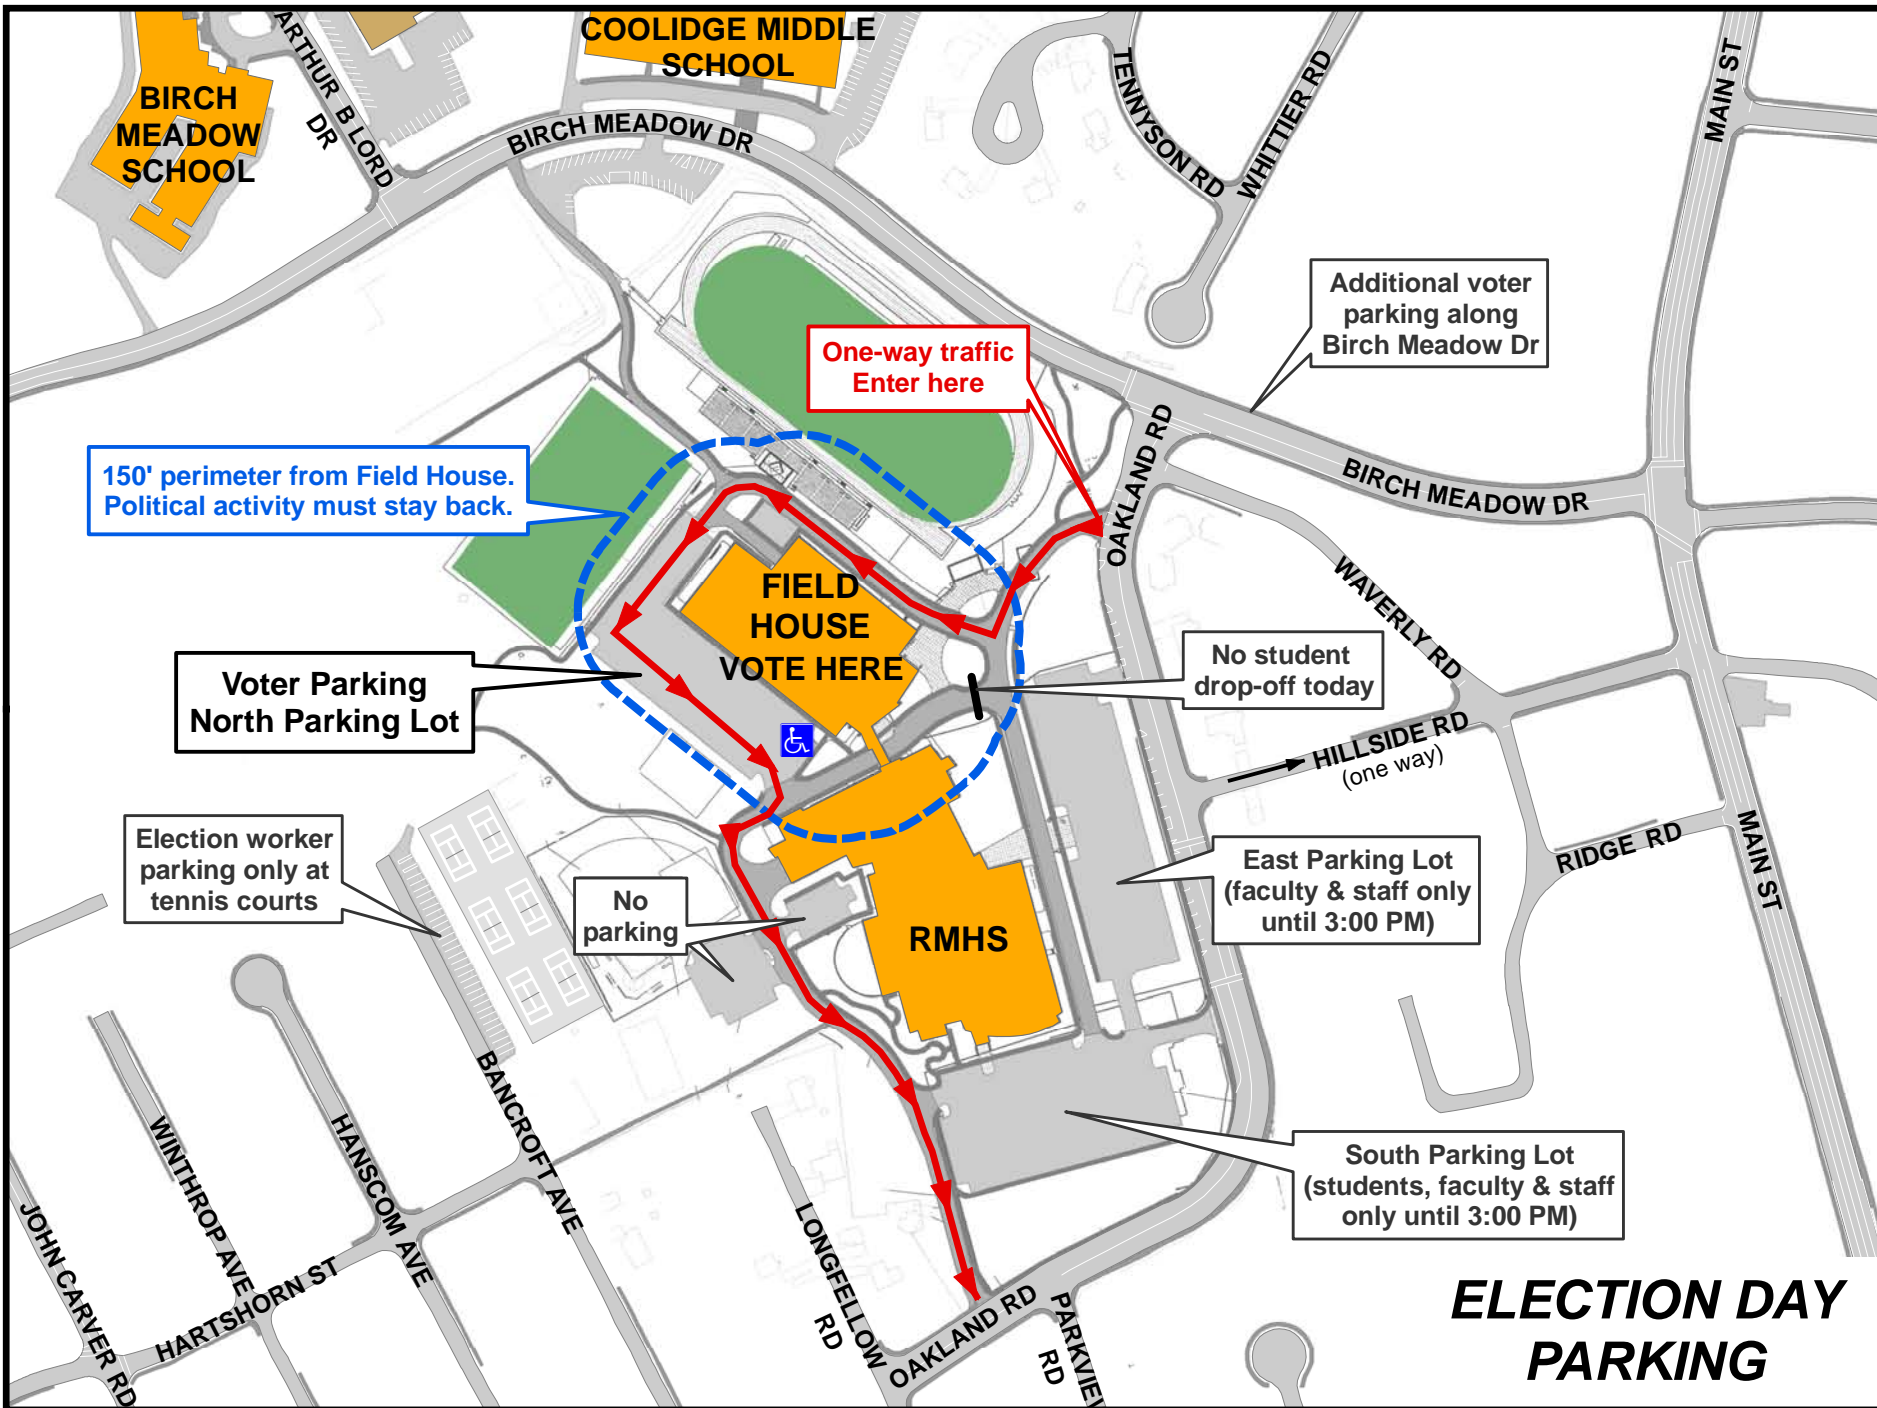 COOLIDGE MIDDLE
SCHOOL
BIRCH
MEADOW
SCHOOL
ARTHUR B LORD
DR
BIRCH MEADOW DR
TENNYSON RD
WHITTIER RD
MAIN ST
Additional voter
parking along
Birch Meadow Dr
One-way traffic
Enter here
OAKLAND RD
BIRCH MEADOW DR
150' perimeter from Field House.
Political activity must stay back.
FIELD
HOUSE
VOTE HERE
WAVERLY RD
Voter Parking
North Parking Lot
No student
drop-off today
HILLSIDE RD
(one way)
Election worker
parking only at
tennis courts
No
parking
RMHS
East Parking Lot
(faculty & staff only
until 3:00 PM)
RIDGE RD
MAIN ST
South Parking Lot
(students, faculty & staff
only until 3:00 PM)
BANCROFT AVE
HANSCOM AVE
WINTHROP AVE
JOHN CARVER RD
HARTSHORN ST
LONGFELLOW
RD
OAKLAND RD
PARKVIEW
RD
ELECTION DAY
PARKING